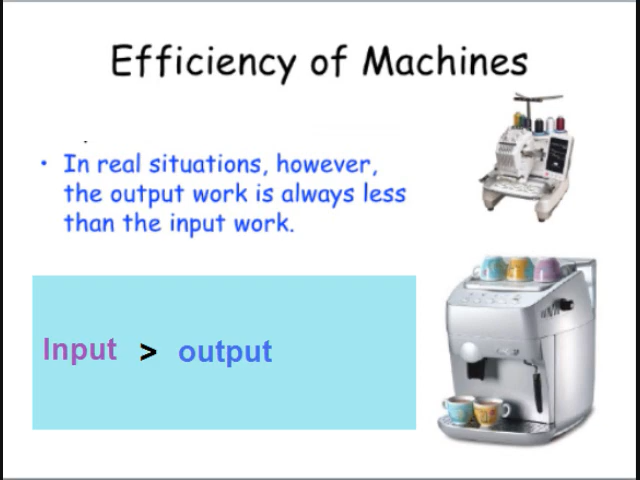 Efficiency of Machines
• In real situations, however,
the output work is always less
than the input work.
Input > output